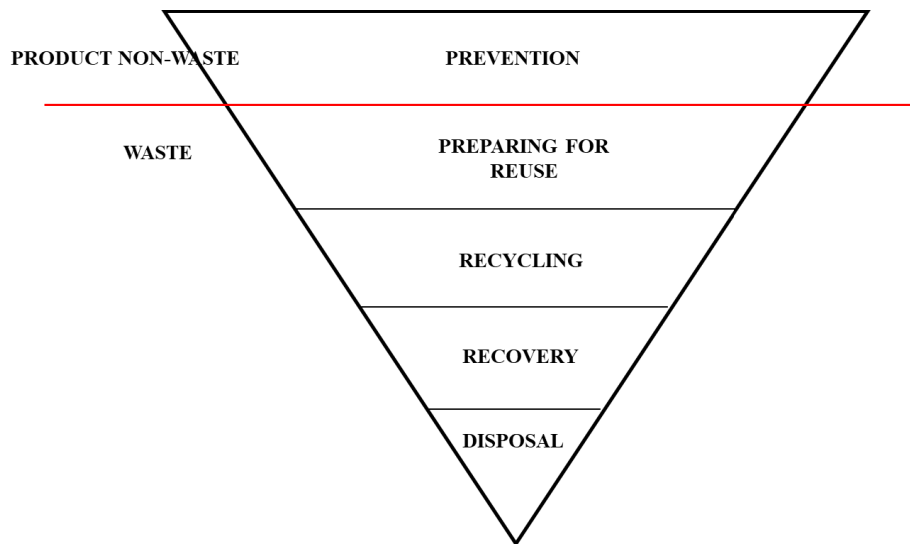 PRODUCT NON-WASTE
PREVENTION
WASTE
PREPARING FOR
REUSE
RECYCLING
RECOVERY
DISPOSAL